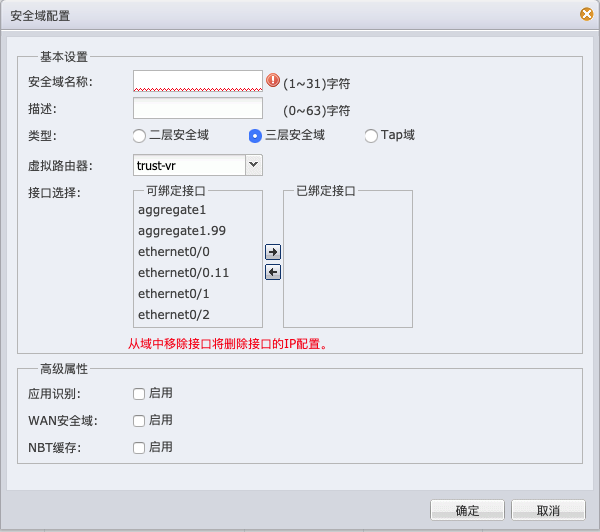 安全域配置
基本设置
安全域名称: (1~31)字符
描述: (0~63)字符
类型: 二层安全域 三层安全域 Tap域
虚拟路由器: trust-vr
接口选择: 可绑定接口 已绑定接口
aggregate1
aggregate1.99
ethernet0/0
ethernet0/0.11
ethernet0/1
ethernet0/2
从域中移除接口将删除接口的IP配置。
高级属性
应用识别: 启用
WAN安全域: 启用
NBT缓存: 启用
确定 取消